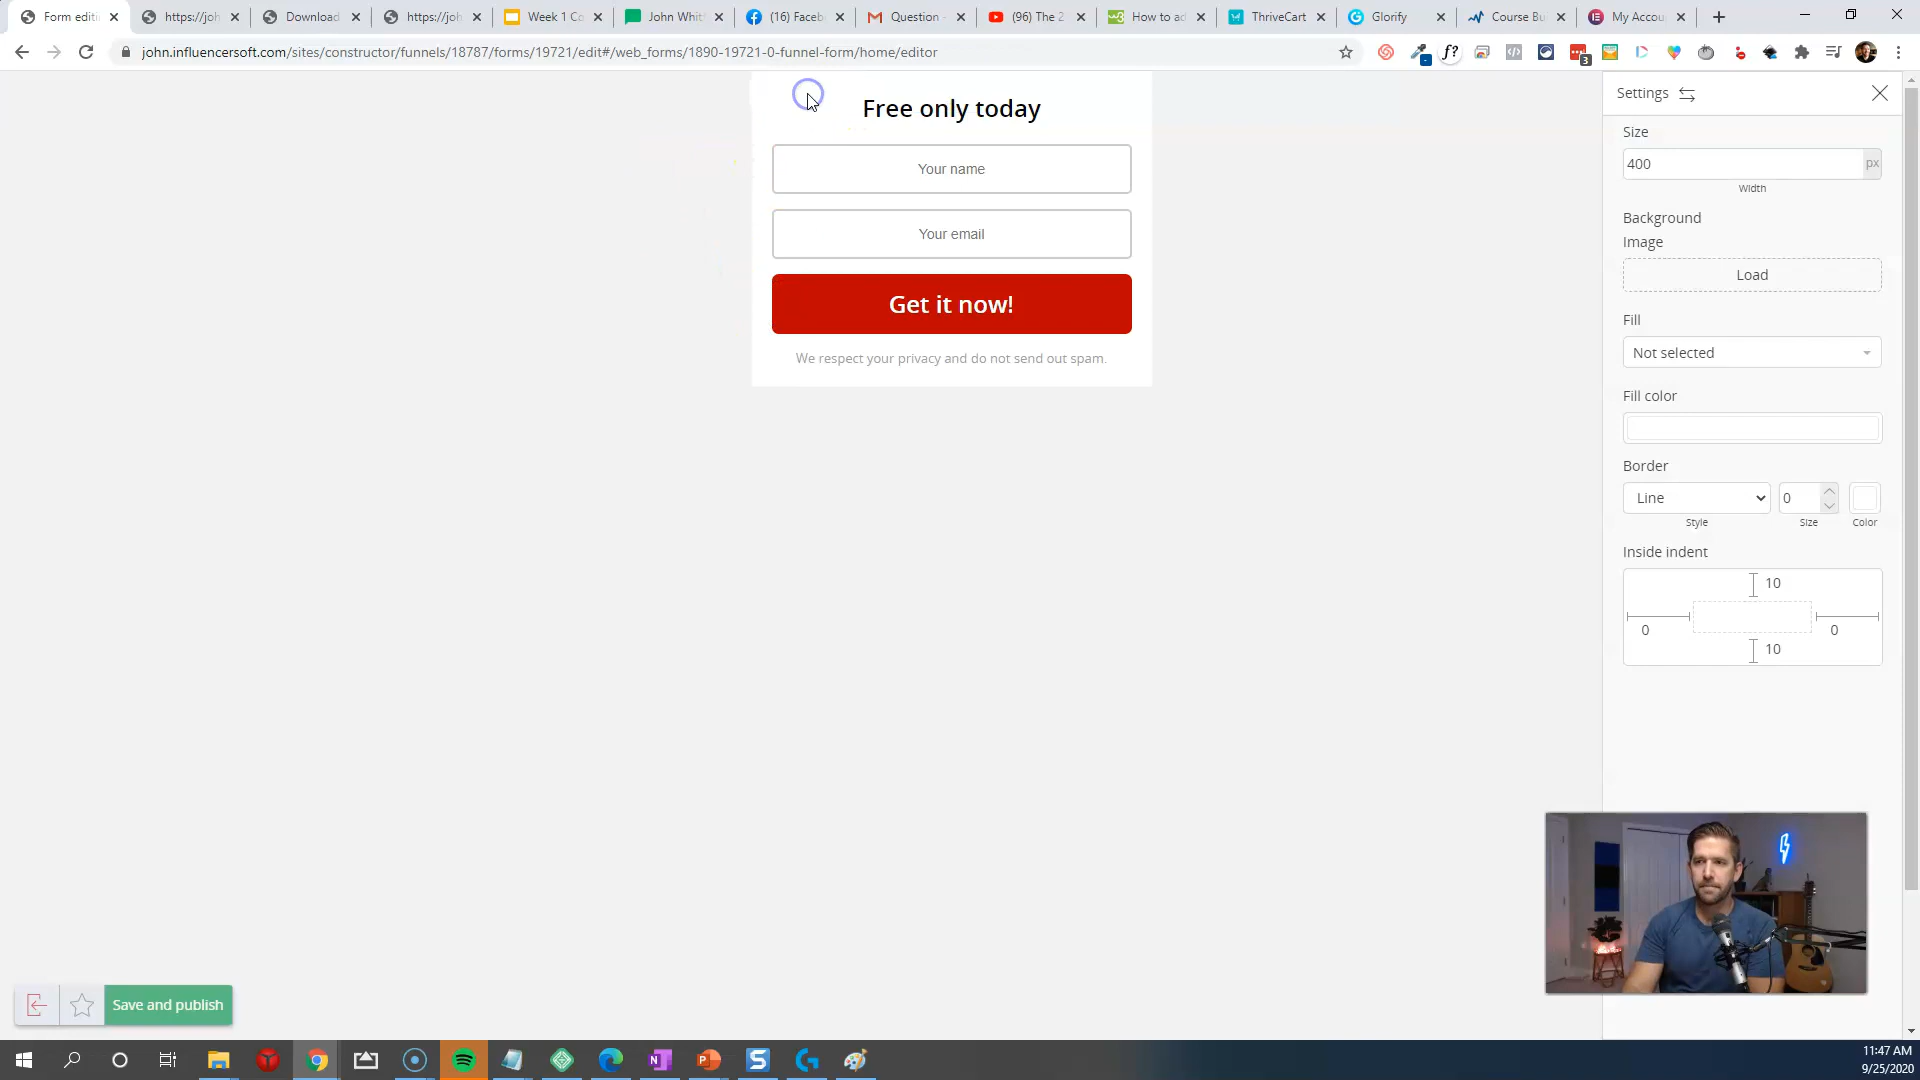 Form editi
https://joh
Download
https://joh
Week 1 Co
John Whit
(16) Faceb
Question
(96) The 2
How to ad
ThriveCart
Glorify
Course Bu
My Accou
john.influencersoft.com/sites/constructor/funnels/18787/forms/19721/edit#/web_forms/1890-19721-0-funnel-form/home/editor
f?
3
Free only today
Your name
Your email
Get it now!
We respect your privacy and do not send out spam.
Settings
Size
400
px
Width
Background
Image
Load
Fill
Not selected
Fill color
Border
Line
0
Style
Size
Color
Inside indent
10
0
0
10
Save and publish
11:47 AM
9/25/2020